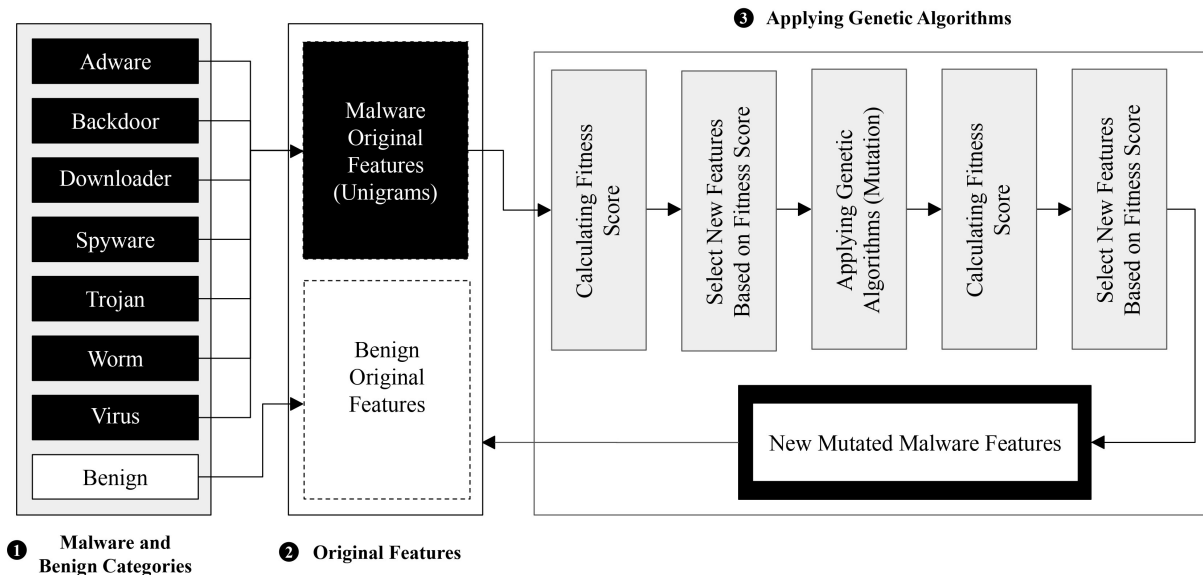 ❸ Applying Genetic Algorithms
Adware
Backdoor
Downloader
Spyware
Trojan
Worm
Virus
Benign
❶ Malware and
Benign Categories
Malware
Original
Features
(Unigrams)
Benign
Original
Features
❷ Original Features
Calculating Fitness
Score
Select New Features
Based on Fitness Score
Applying Genetic
Algorithms (Mutation)
Calculating Fitness
Score
Select New Features
Based on Fitness Score
New Mutated Malware Features